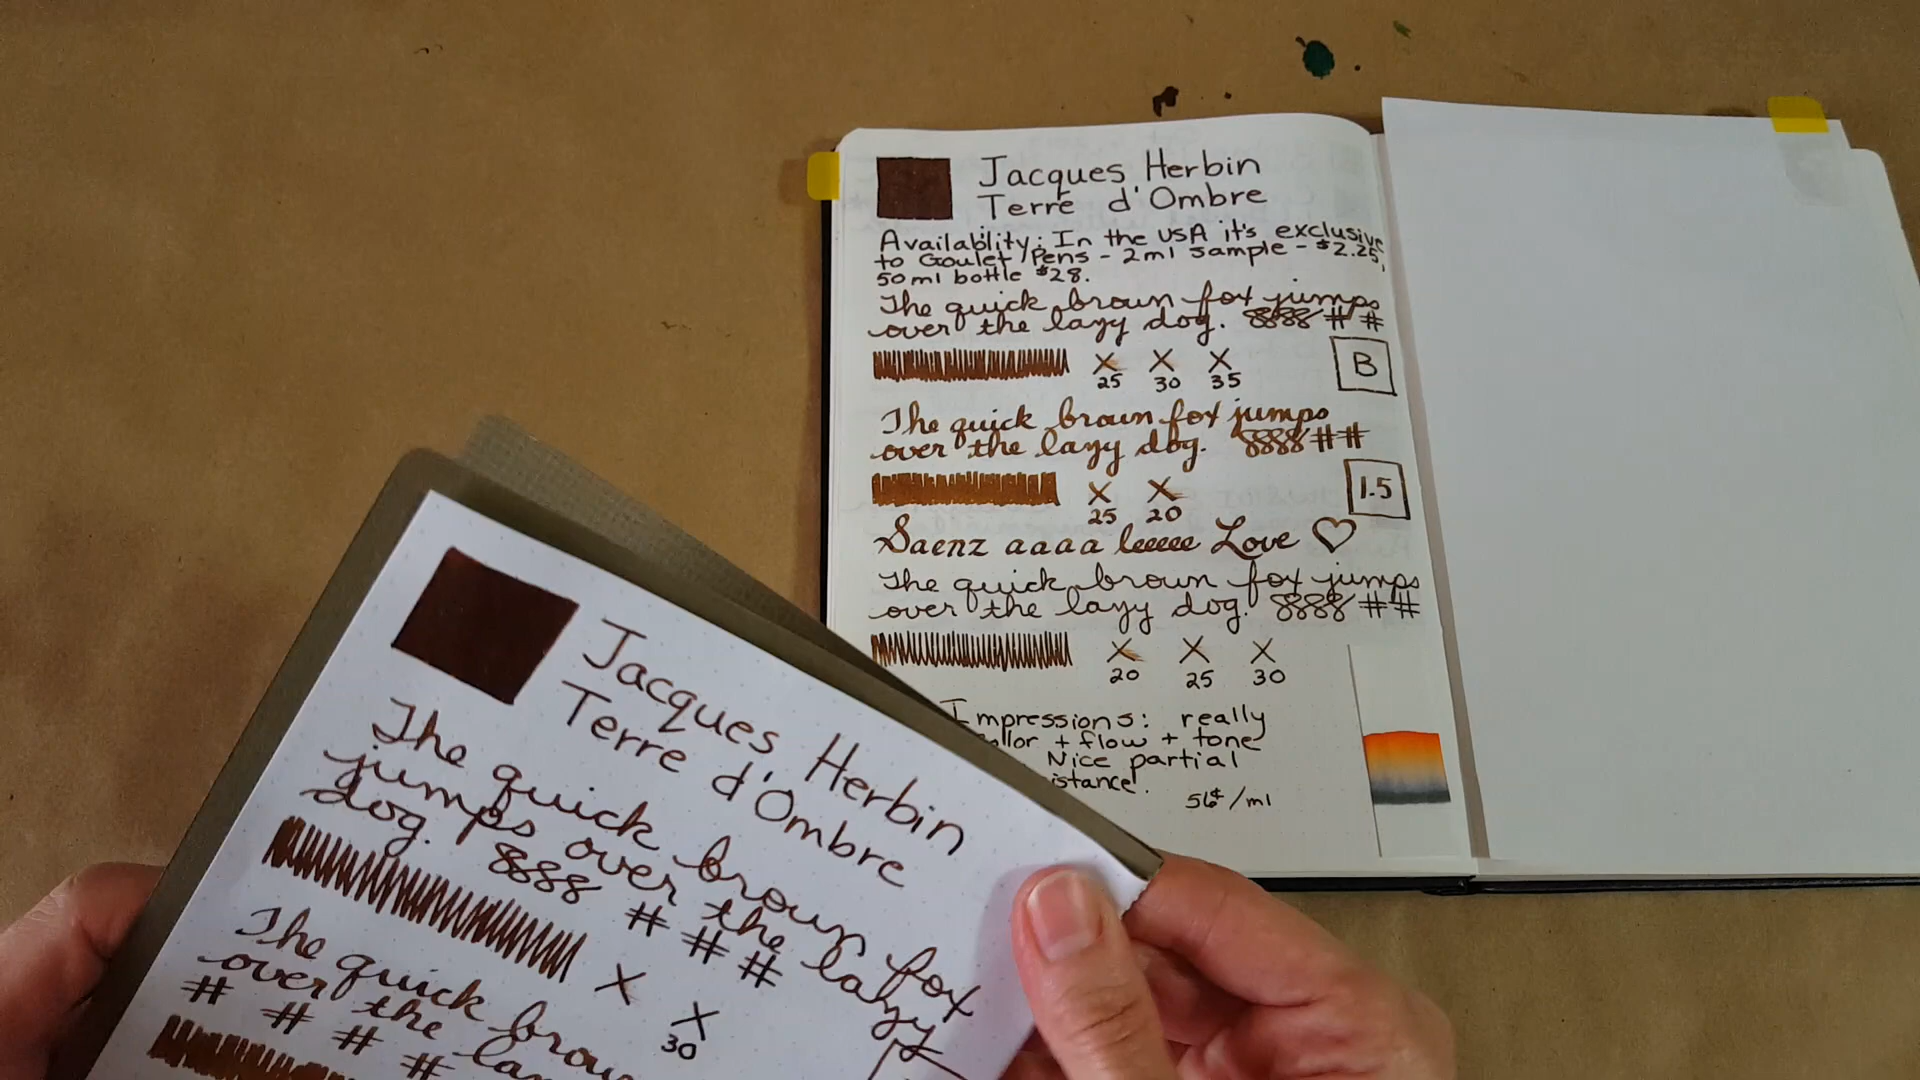 Jacques Herbin
Terre d'Ombre
Availablity: In the USA it's exclusive
to Goulet Pens - 2ml sample - $2.25,
50ml bottle $28.
The quick brown fox jumps
over the lazy dog. 8888 # #
25 30 35
B
The quick brown fox jumps
over the lazy dog. 8888 # #
1.5
25 20
Saenz aaaa leeeee Love
The quick brown fox jumps
over the lazy dog. 8888 # #
20 25 30
Impressions: really
+ flow + tone
Nice partial
56¢/ml
Jacques Herbin
Terre d'Ombre
The quick brown fox
jumps over the lazy
dog. 8888 # # #
30
The quick
over the
# # # #